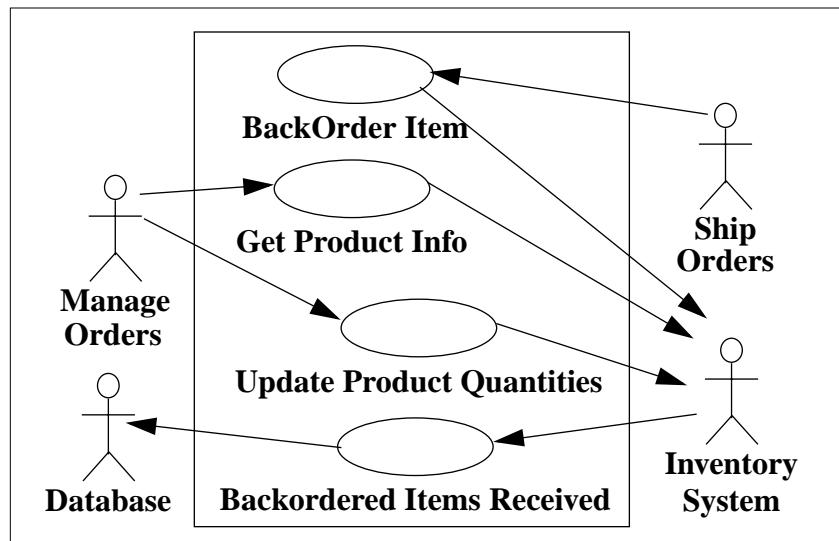 BackOrder Item
Get Product Info
Ship
Orders
Manage
Orders
Update Product Quantities
Database
Backordered Items Received
Inventory
System